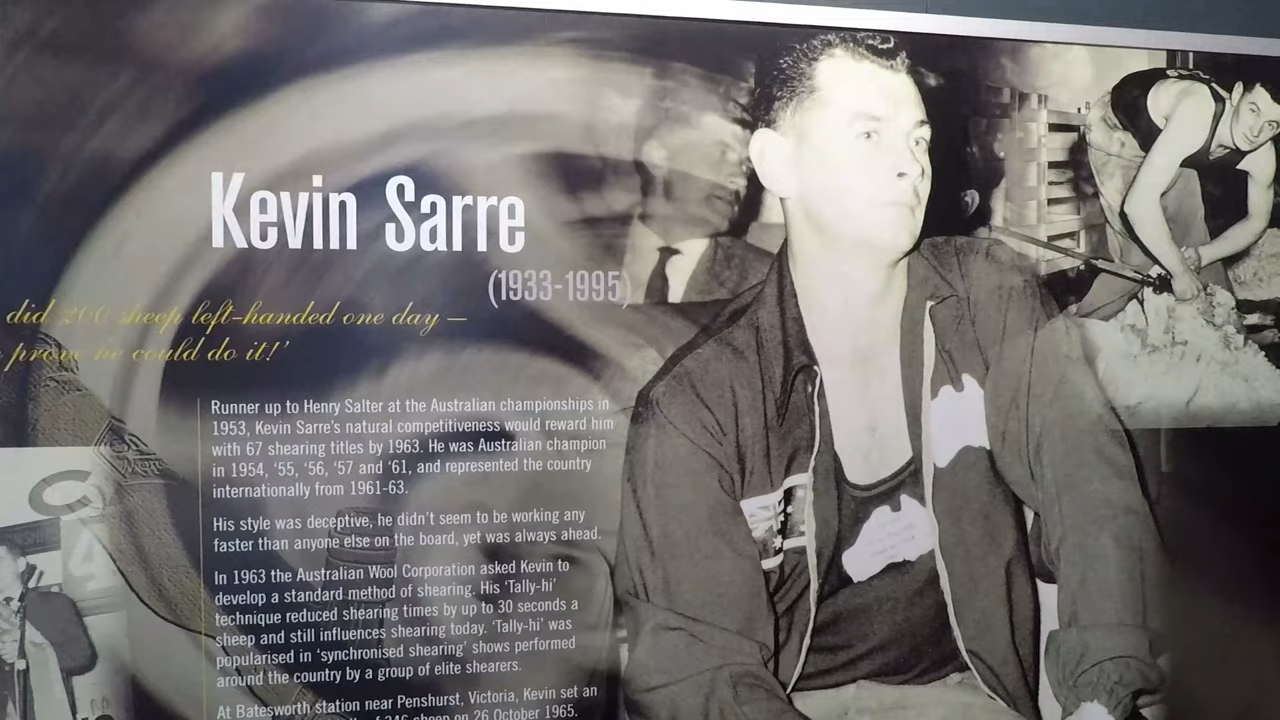 Kevin Sarre
(1933-1995)
did 200 sheep left-handed one day –
prove he could do it!'
Runner up to Henry Salter at the Australian championships in
1953, Kevin Sarre's natural competitiveness would reward him
with 67 shearing titles by 1963. He was Australian champion
in 1954, '55, '56, '57 and '61, and represented the country
internationally from 1961-63.
His style was deceptive, he didn't seem to be working any
faster than anyone else on the board, yet was always ahead.
In 1963 the Australian Wool Corporation asked Kevin to
develop a standard method of shearing. His 'Tally-hi'
technique reduced shearing times by up to 30 seconds a
sheep and still influences shearing today. 'Tally-hi' was
popularised in 'synchronised shearing' shows performed
around the country by a group of elite shearers.
At Batesworth station near Penshurst, Victoria, Kevin set an
of 346 sheep on 26 October 1965.
4